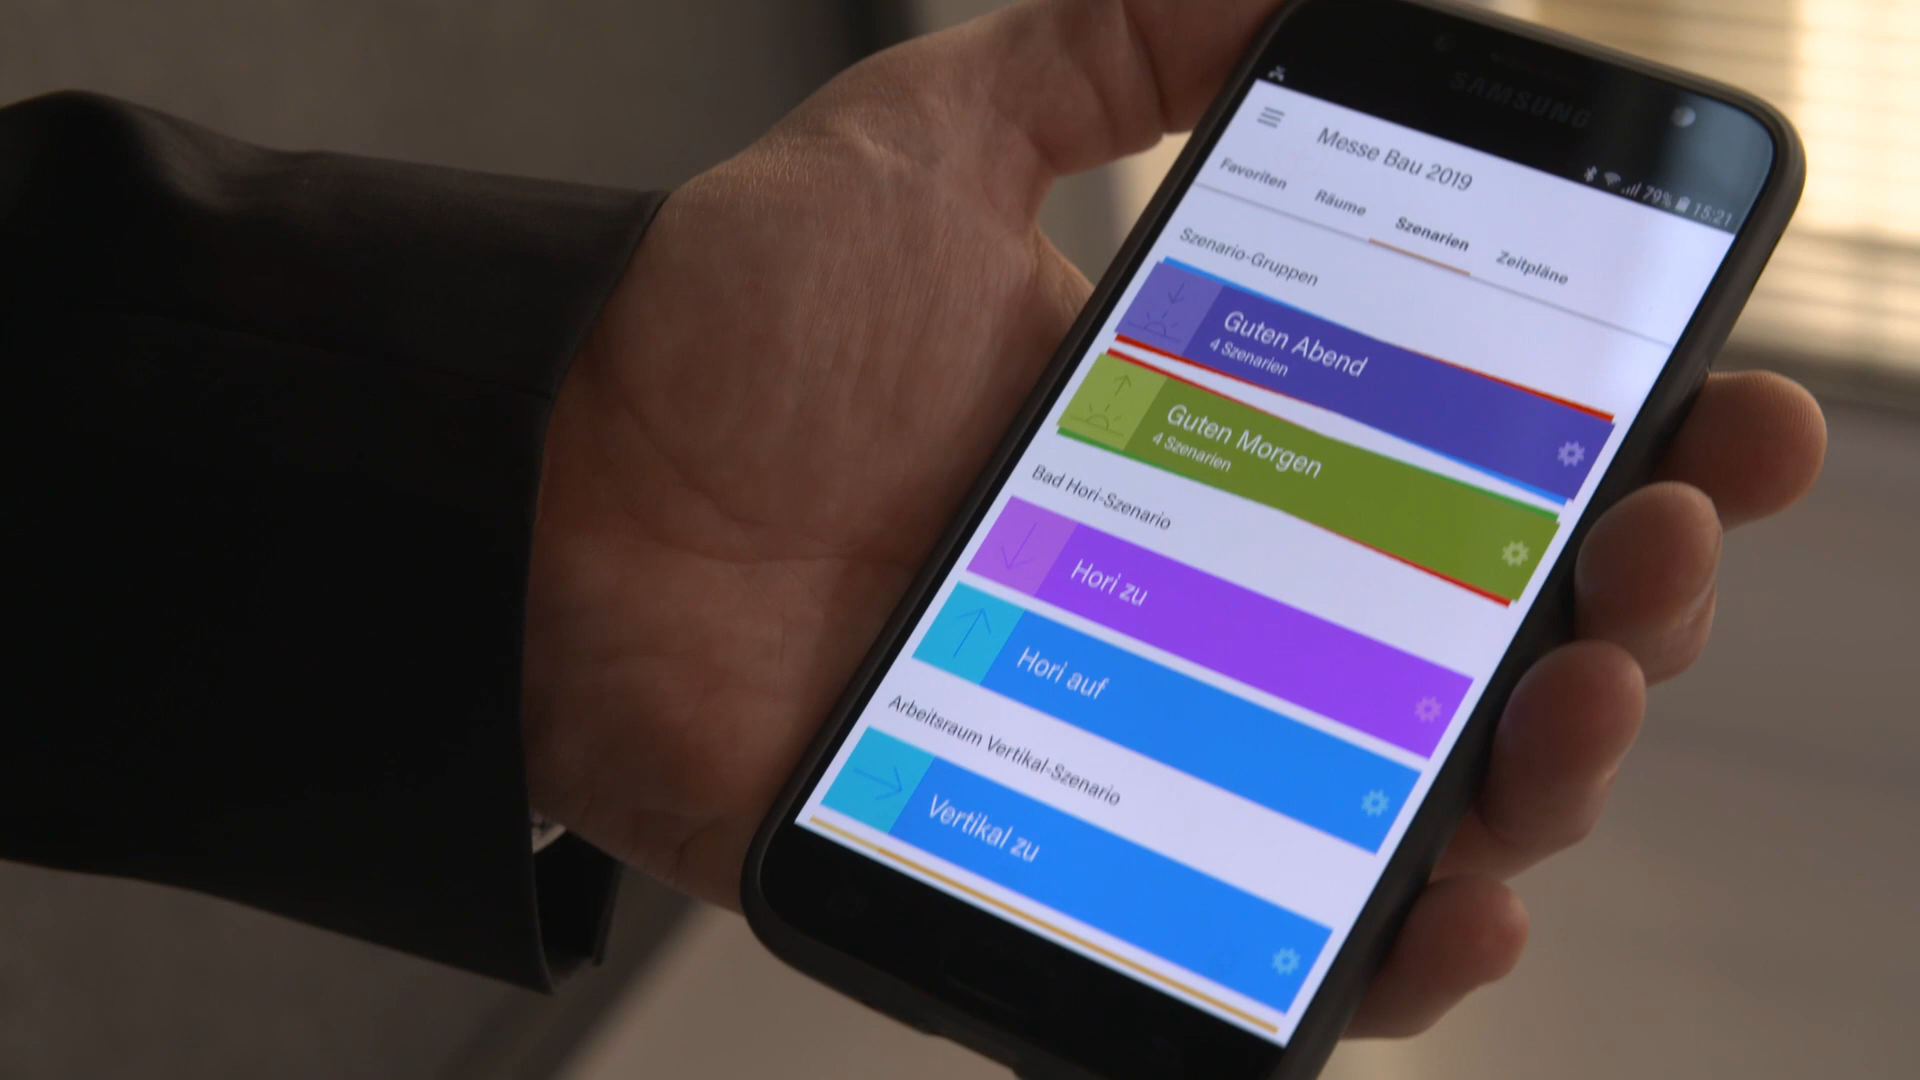 SAMSUNG
79% 15:21
Messe Bau 2019
Favoriten Räume Szenarien Zeitpläne
Szenario-Gruppen
Guten Abend
4 Szenarien
Guten Morgen
4 Szenarien
Bad Hori-Szenario
Hori zu
Hori auf
Arbeitsraum Vertikal-Szenario
Vertikal zu